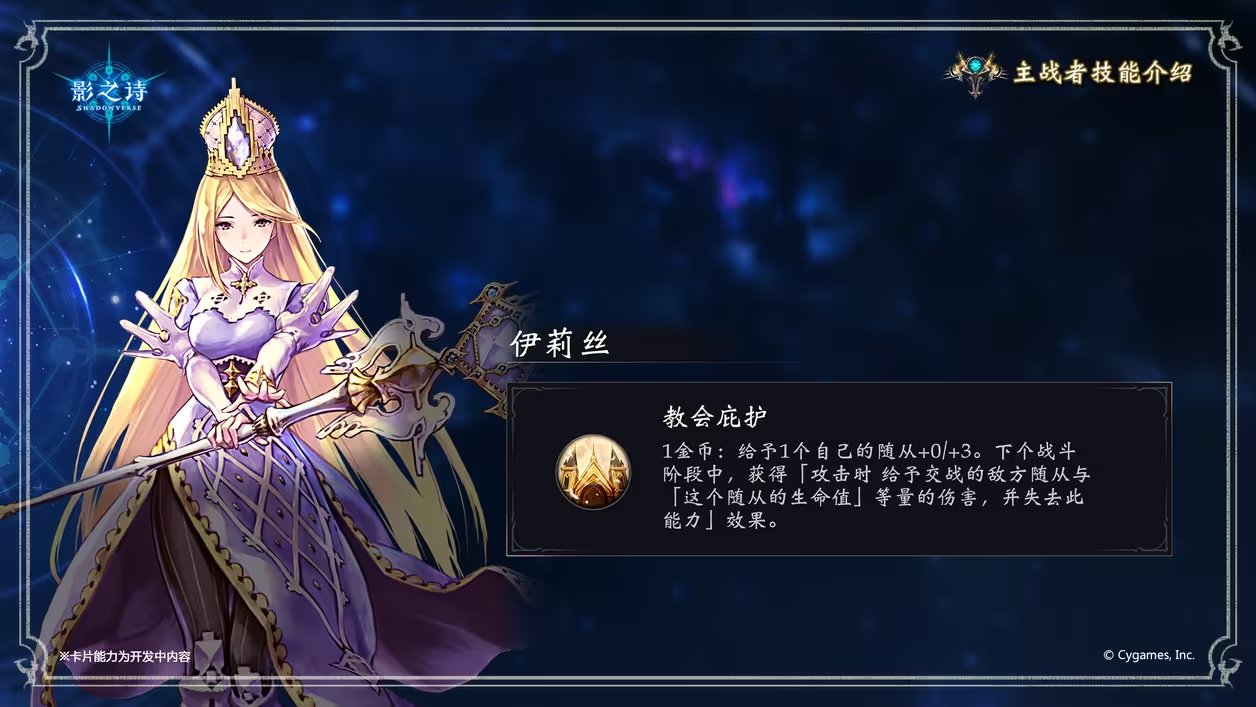 影之诗
SHADOWVERSE
主战者技能介绍
伊莉丝
教会庇护
1金币：给予1个自己的随从+0/+3。下个战斗
阶段中，获得「攻击时 给予交战的敌方随从与
「这个随从的生命值」等量的伤害，并失去此
能力」效果。
※卡片能力为开发中内容
© Cygames, Inc.